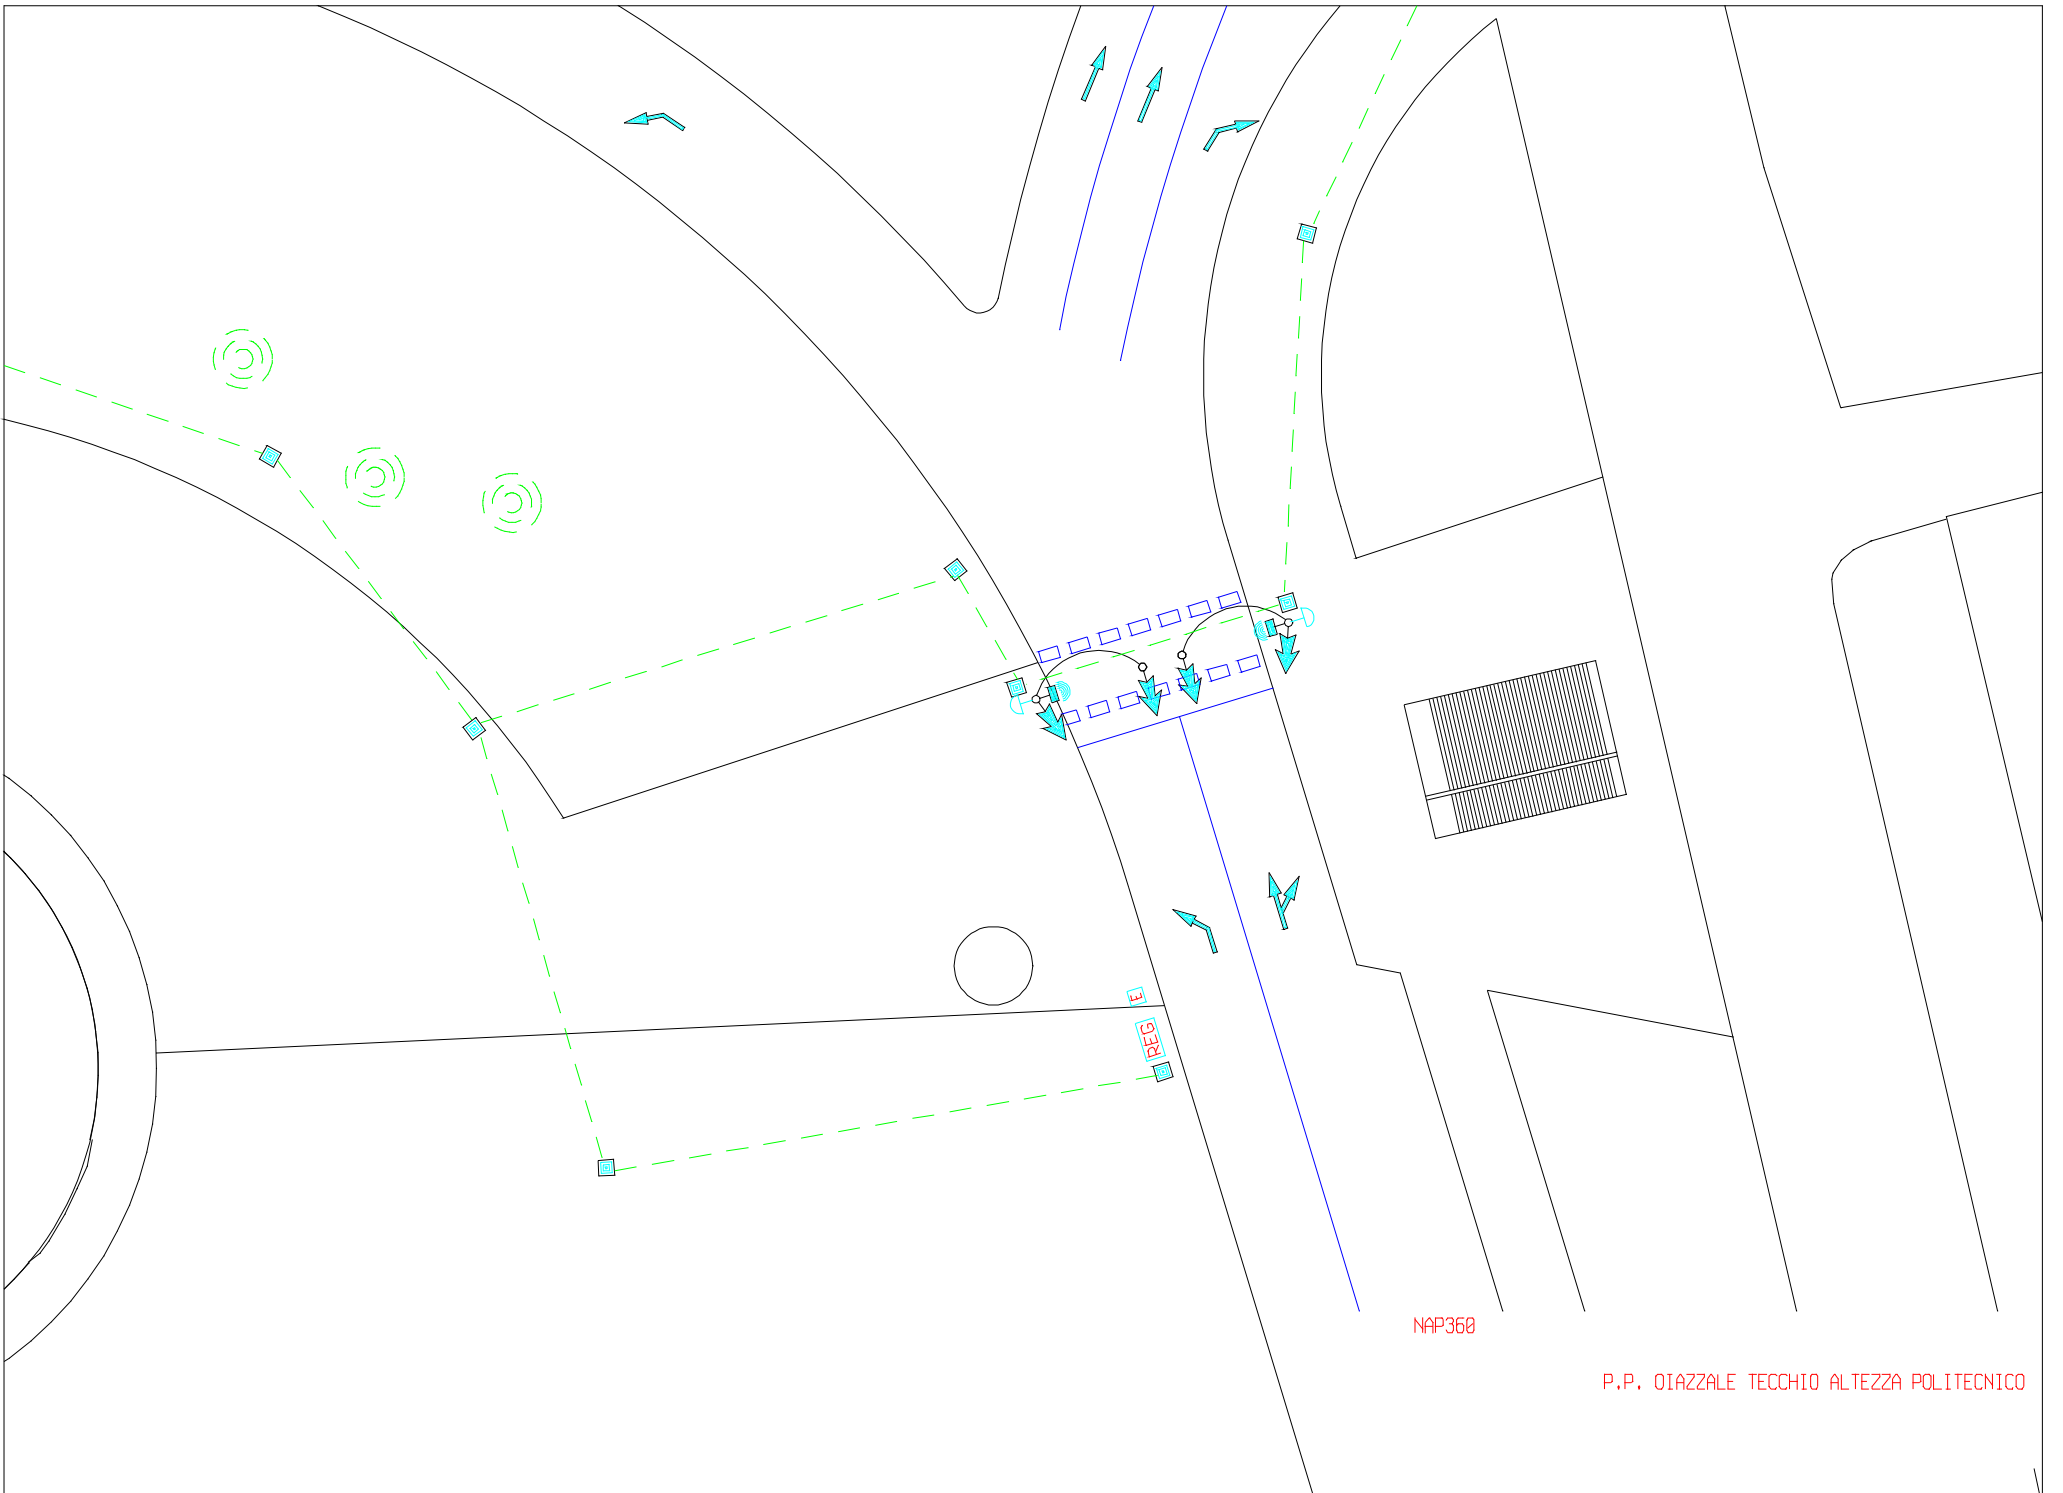 E
REG
NAP360
P.P. OIAZZALE TECCHIO ALTEZZA POLITECNICO